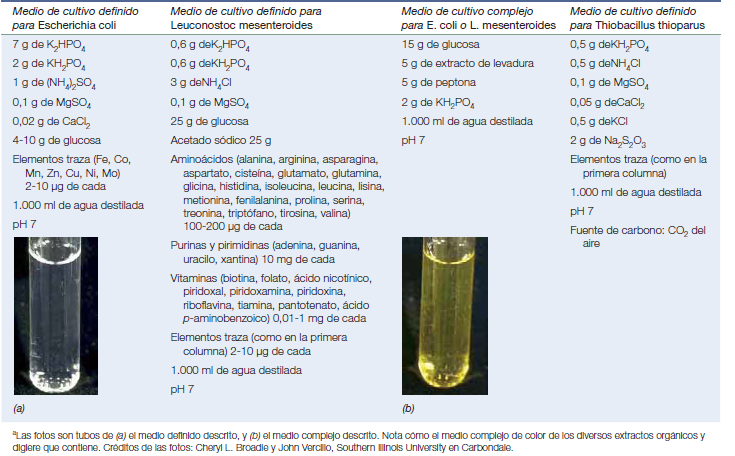 Medio de cultivo definido
para Escherichia coli
7 g de K2HPO4
2 g de KH2PO4
1 g de (NH4)2SO4
0,1 g de MgSO4
0,02 g de CaCl2
4-10 g de glucosa
Elementos traza (Fe, Co,
Mn, Zn, Cu, Ni, Mo)
2-10 µg de cada
1.000 ml de agua destilada
pH 7
(a)
Medio de cultivo definido para
Leuconostoc mesenteroides
0,6 g deK2HPO4
0,6 g deKH2PO4
3 g deNH4Cl
0,1 g de MgSO4
25 g de glucosa
Acetado sódico 25 g
Aminoácidos (alanina, arginina, asparagina,
aspartato, cisteína, glutamato, glutamina,
glicina, histidina, isoleucina, leucina, lisina,
metionina, fenilalanina, prolina, serina,
treonina, triptófano, tirosina, valina)
100-200 µg de cada
Purinas y pirimidinas (adenina, guanina,
uracilo, xantina) 10 mg de cada
Vitaminas (biotina, folato, ácido nicotínico,
piridoxal, piridoxamina, piridoxina,
riboflavina, tiamina, pantotenato, ácido
p-aminobenzoico) 0,01-1 mg de cada
Elementos traza (como en la primera
columna) 2-10 µg de cada
1.000 ml de agua destilada
pH 7
Medio de cultivo complejo
para E. coli o L. mesenteroides
15 g de glucosa
5 g de extracto de levadura
5 g de peptona
2 g de KH2PO4
1.000 ml de agua destilada
pH 7
(b)
Medio de cultivo definido
para Thiobacillus thioparus
0,5 g deKH2PO4
0,5 g deNH4Cl
0,1 g de MgSO4
0,05 g deCaCl2
0,5 g deKCl
2 g de Na2S2O3
Elementos traza (como en la
primera columna)
1.000 ml de agua destilada
pH 7
Fuente de carbono: CO2 del
aire
aLas fotos son tubos de (a) el medio definido descrito, y (b) el medio complejo descrito. Nota cómo el medio complejo de color de los diversos extractos orgánicos y
digiere que contiene. Créditos de las fotos: Cheryl L. Broadie y John Vercillo, Southern Illinois University en Carbondale.